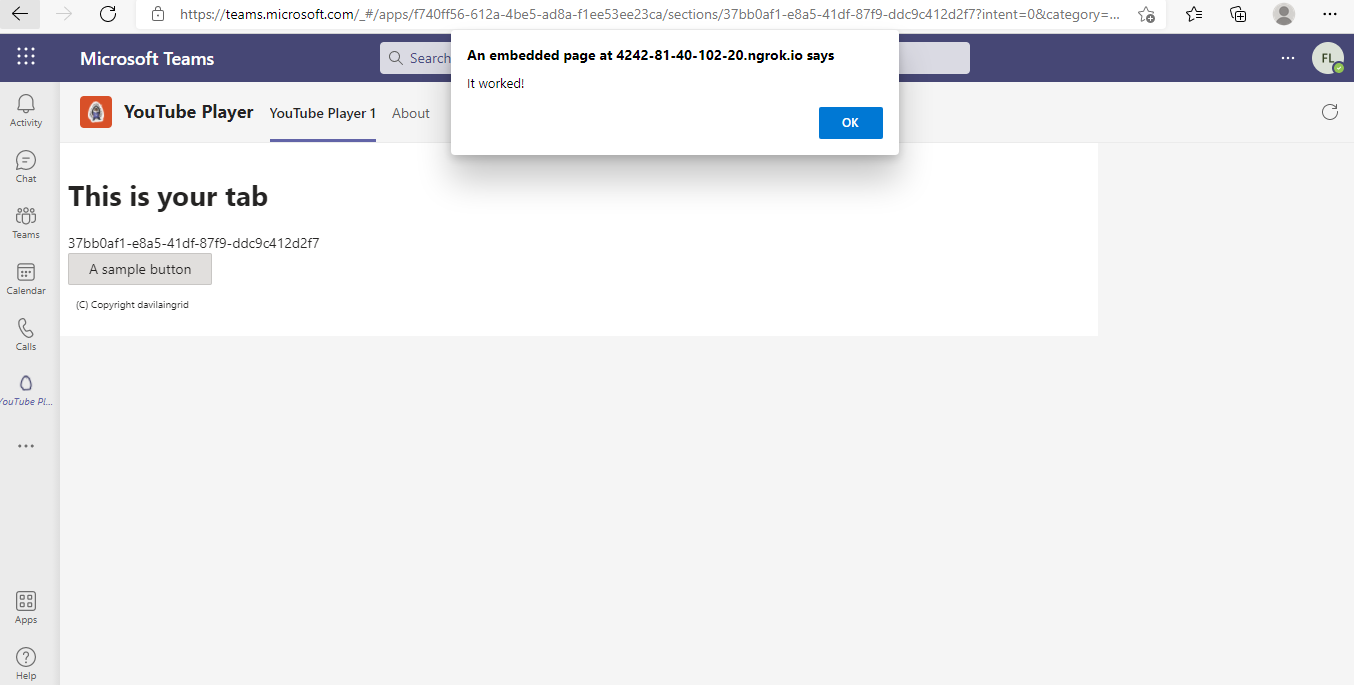 https://teams.microsoft.com/_#/apps/f740ff56-612a-4be5-ad8a-f1ee53ee23ca/sections/37bb0af1-e8a5-41df-87f9-ddc9c412d2f7?intent=0&category=...
Microsoft Teams
Search
FL
An embedded page at 4242-81-40-102-20.ngrok.io says
It worked!
OK
YouTube Player
YouTube Player 1
About
Activity
Chat
Teams
Calendar
Calls
YouTube Pl...
Apps
Help
This is your tab
37bb0af1-e8a5-41df-87f9-ddc9c412d2f7
A sample button
(C) Copyright davilaingrid